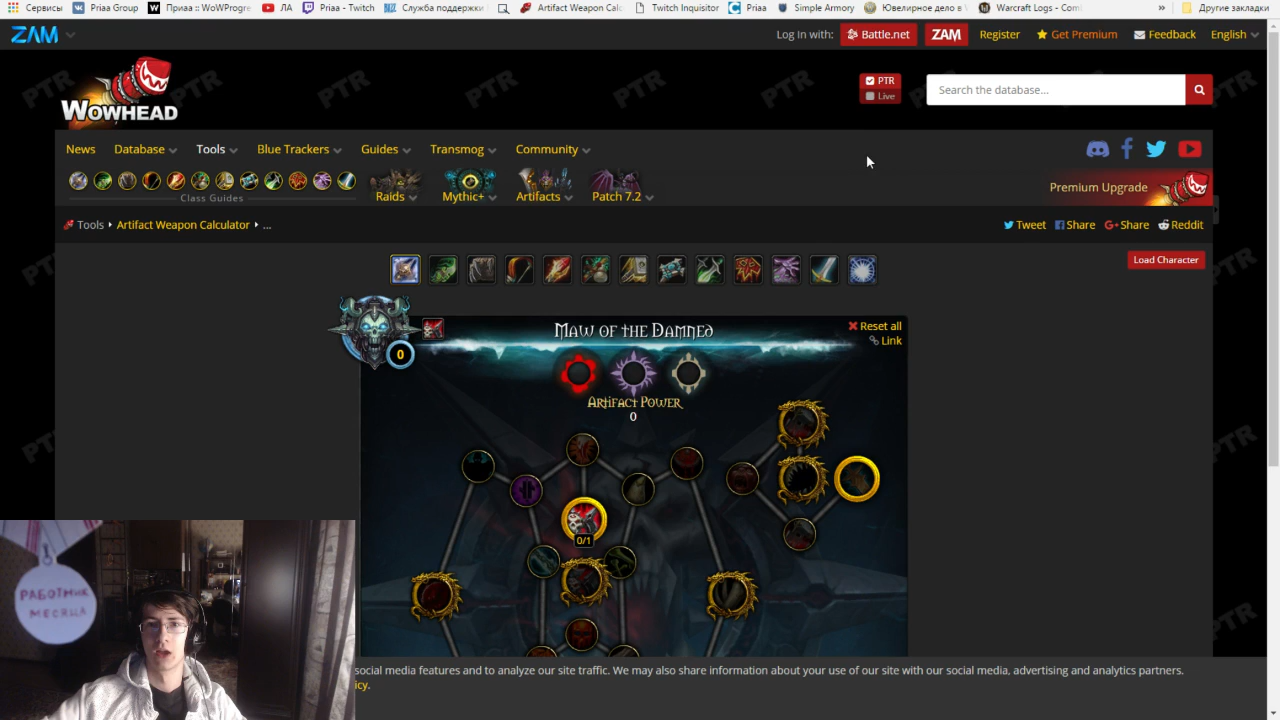 Сервисы Priaa Group Приаа :: WoWProgre ЛА Priaa - Twitch Служба поддержки Artifact Weapon Calc Twitch Inquisitor Priaa Simple Armory Ювелирное дело в Warcraft Logs - Com » Другие закладки
ZAM Log In with: Battle.net ZAM Register Get Premium Feedback English
WOWHEAD PTR Live Search the database...
News Database Tools Blue Trackers Guides Transmog Community
Class Guides Raids Mythic+ Artifacts Patch 7.2 Premium Upgrade
Tools Artifact Weapon Calculator ... Tweet Share Share Reddit
Load Character
0 MAW OF THE DAMNED Reset all
Link
ARTIFACT POWER
0
0/1
РАБОТНИК
МЕСЯЦА
social media features and to analyze our site traffic. We may also share information about your use of our site with our social media, advertising and analytics partners.
icy.